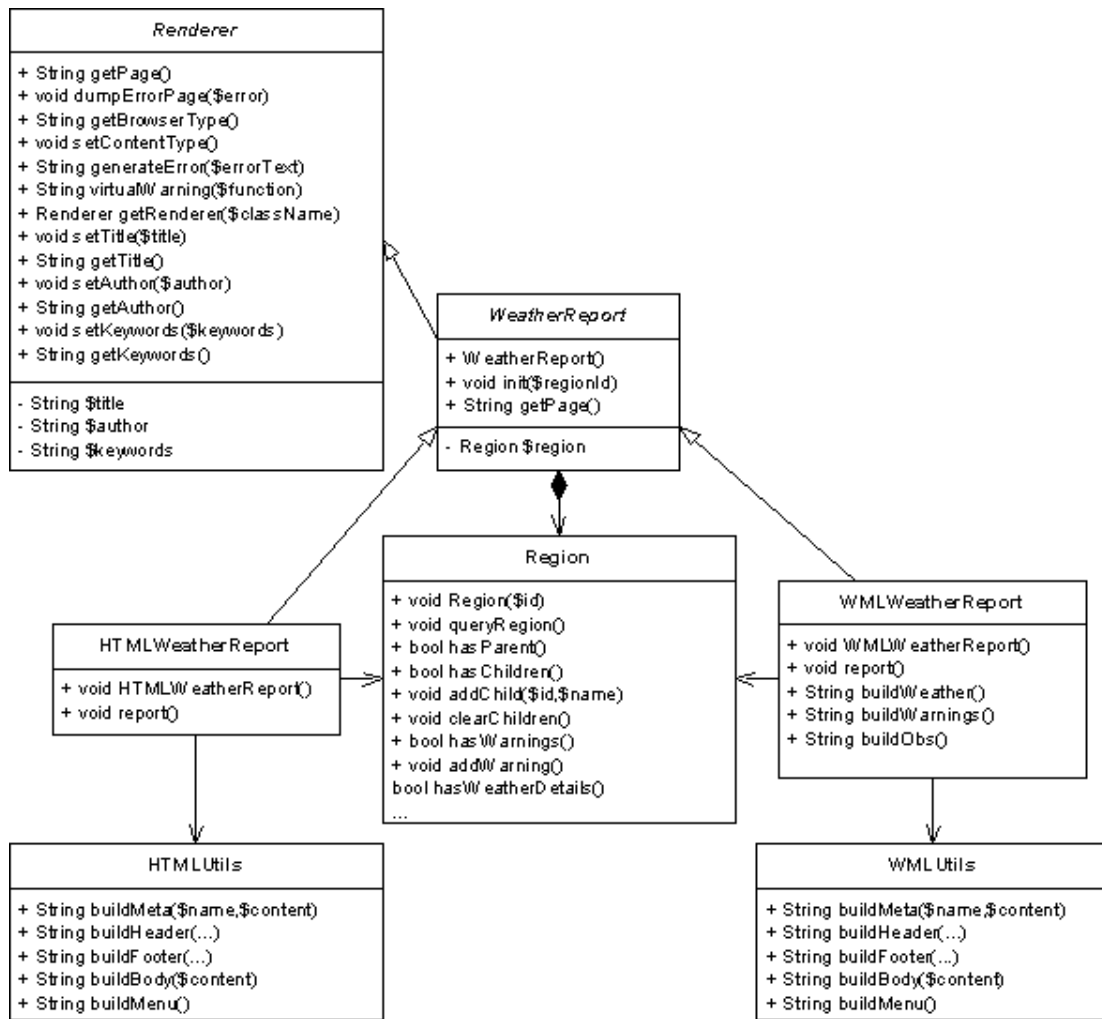 Renderer
+ String getPage()
+ void dumpErrorPage($error)
+ String getBrowserType()
+ void setContentType()
+ String generateError($errorText)
+ String virtualWarning($function)
+ Renderer getRenderer($className)
+ void setTitle($title)
+ String getTitle()
+ void setAuthor($author)
+ String getAuthor()
+ void setKeywords($keywords)
+ String getKeywords()
- String $title
- String $author
- String $keywords
WeatherReport
+ WeatherReport()
+ void init($regionId)
+ String getPage()
- Region $region
Region
+ void Region($id)
+ void queryRegion()
+ bool hasParent()
+ bool hasChildren()
+ void addChild($id,$name)
+ void clearChildren()
+ bool hasWarnings()
+ void addWarning()
bool hasWeatherDetails()
...
HTMLWeatherReport
+ void HTMLWeatherReport()
+ void report()
WMLWeatherReport
+ void WMLWeatherReport()
+ void report()
+ String buildWeather()
+ String buildWarnings()
+ String buildObs()
HTMLUtils
+ String buildMeta($name,$content)
+ String buildHeader(...)
+ String buildFooter(...)
+ String buildBody($content)
+ String buildMenu()
WMLUtils
+ String buildMeta($name,$content)
+ String buildHeader(...)
+ String buildFooter(...)
+ String buildBody($content)
+ String buildMenu()